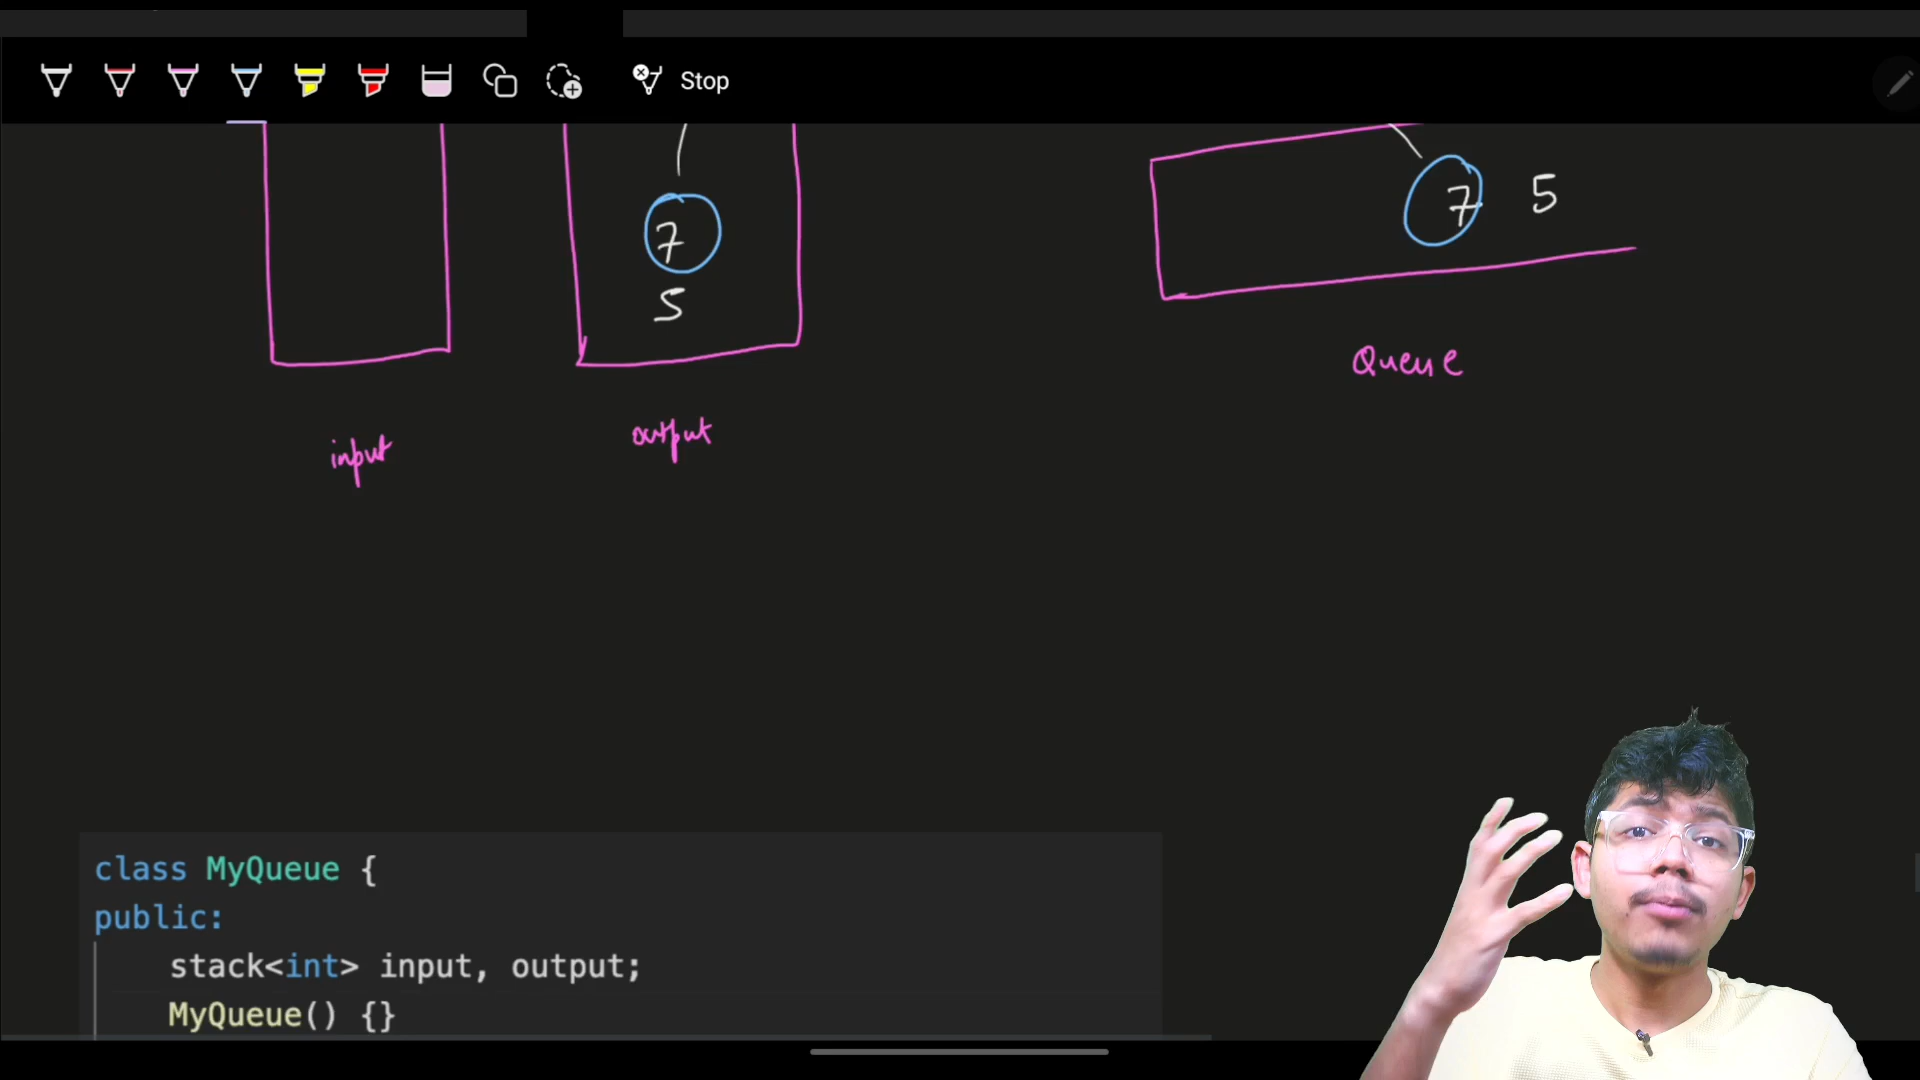 Stop
7 5
7
5
Queue
output
input
class MyQueue {
public:
stack<int> input, output;
MyQueue() {}